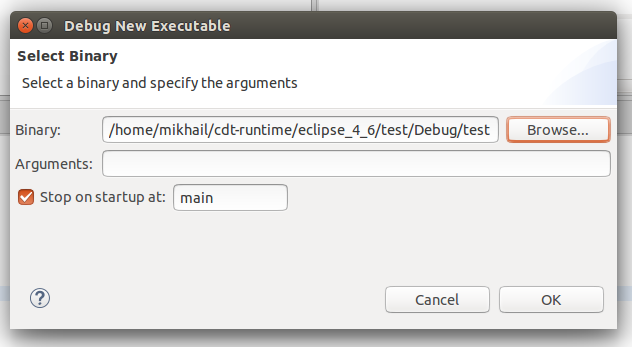 Debug New Executable
Select Binary
Select a binary and specify the arguments
Binary: /home/mikhail/cdt-runtime/eclipse_4_6/test/Debug/test Browse...
Arguments:
Stop on startup at: main
? Cancel OK